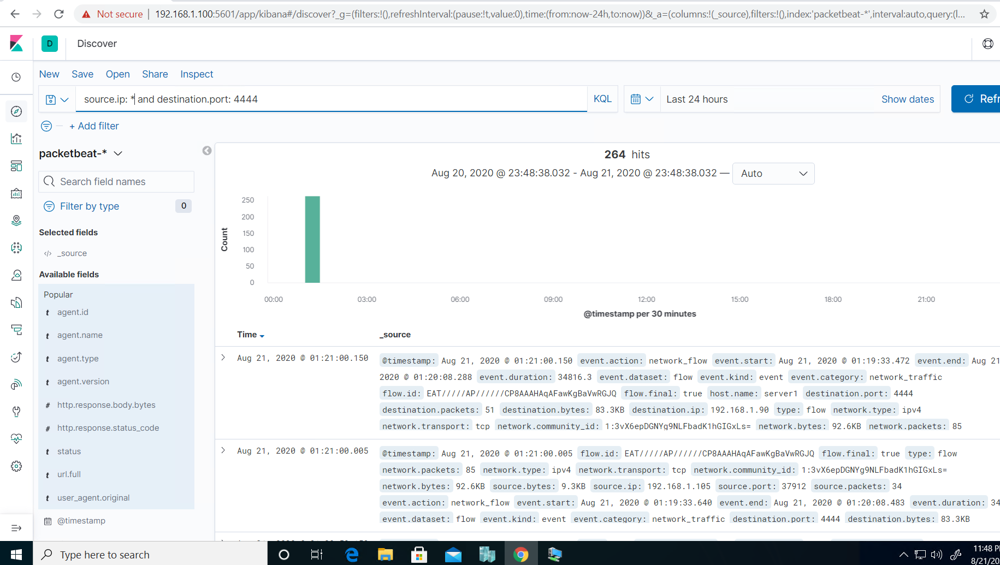 Not secure | 192.168.1.100:5601/app/kibana#/discover?_g=(filters:!(),refreshInterval:(pause:!t,value:0),time:(from:now-24h,to:now))&_a=(columns:!(_source),filters:!(),index:'packetbeat-*',interval:auto,query:(l...
D Discover
New Save Open Share Inspect
source.ip: * and destination.port: 4444 KQL Last 24 hours Show dates Refr
+ Add filter
packetbeat-*
264 hits
Search field names
Aug 20, 2020 @ 23:48:38.032 - Aug 21, 2020 @ 23:48:38.032 — Auto
Filter by type 0
Selected fields
_source
Available fields
Popular
t agent.id
t agent.name
t agent.type
t agent.version
# http.response.body.bytes
# http.response.status_code
t status
t url.full
t user_agent.original
@timestamp
Count
250
200
150
100
50
0
00:00 03:00 06:00 09:00 12:00 15:00 18:00 21:00
@timestamp per 30 minutes
Time _source
Aug 21, 2020 @ 01:21:00.150 @timestamp: Aug 21, 2020 @ 01:21:00.150 event.action: network_flow event.start: Aug 21, 2020 @ 01:19:33.472 event.end: Aug 21
2020 @ 01:20:08.288 event.duration: 34816.3 event.dataset: flow event.kind: event event.category: network_traffic
flow.id: EAT/////AP//////CP8AAAHAqAFawKgBaVwRGJQ flow.final: true host.name: server1 destination.port: 4444
destination.packets: 51 destination.bytes: 83.3KB destination.ip: 192.168.1.90 type: flow network.type: ipv4
network.transport: tcp network.community_id: 1:3vX6epDGNYg9NLFbadK1hGIGxLs= network.bytes: 92.6KB network.packets: 85
Aug 21, 2020 @ 01:21:00.005 @timestamp: Aug 21, 2020 @ 01:21:00.005 flow.id: EAT/////AP//////CP8AAAHAqAFawKgBaVwRGJQ flow.final: true type: flow
network.packets: 85 network.type: ipv4 network.transport: tcp network.community_id: 1:3vX6epDGNYg9NLFbadK1hGIGxLs=
network.bytes: 92.6KB source.bytes: 9.3KB source.ip: 192.168.1.105 source.port: 37912 source.packets: 34
event.action: network_flow event.start: Aug 21, 2020 @ 01:19:33.640 event.end: Aug 21, 2020 @ 01:20:08.483 event.duration: 34
event.dataset: flow event.kind: event event.category: network_traffic destination.port: 4444 destination.bytes: 83.3KB
Type here to search
11:48 P
8/21/20